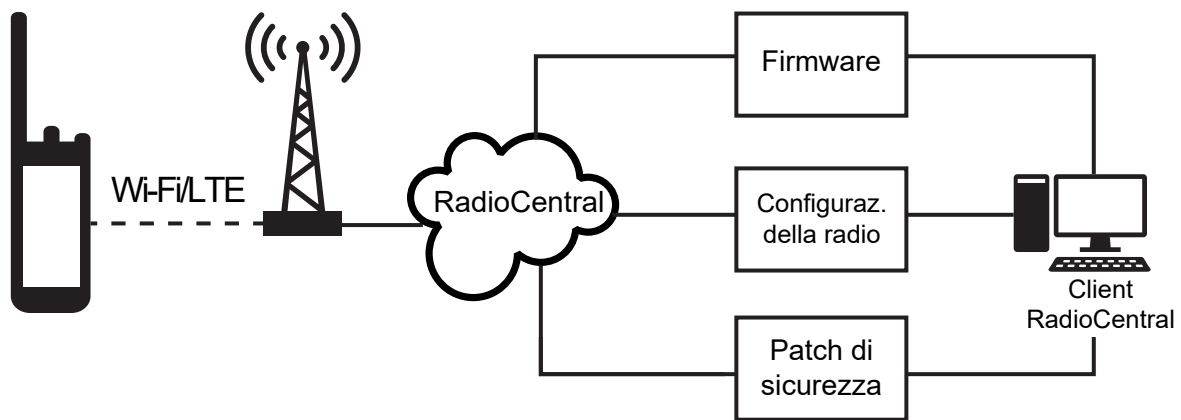 Firmware
Wi-Fi/LTE
RadioCentral
Configuraz.
della radio
Client
RadioCentral
Patch di
sicurezza